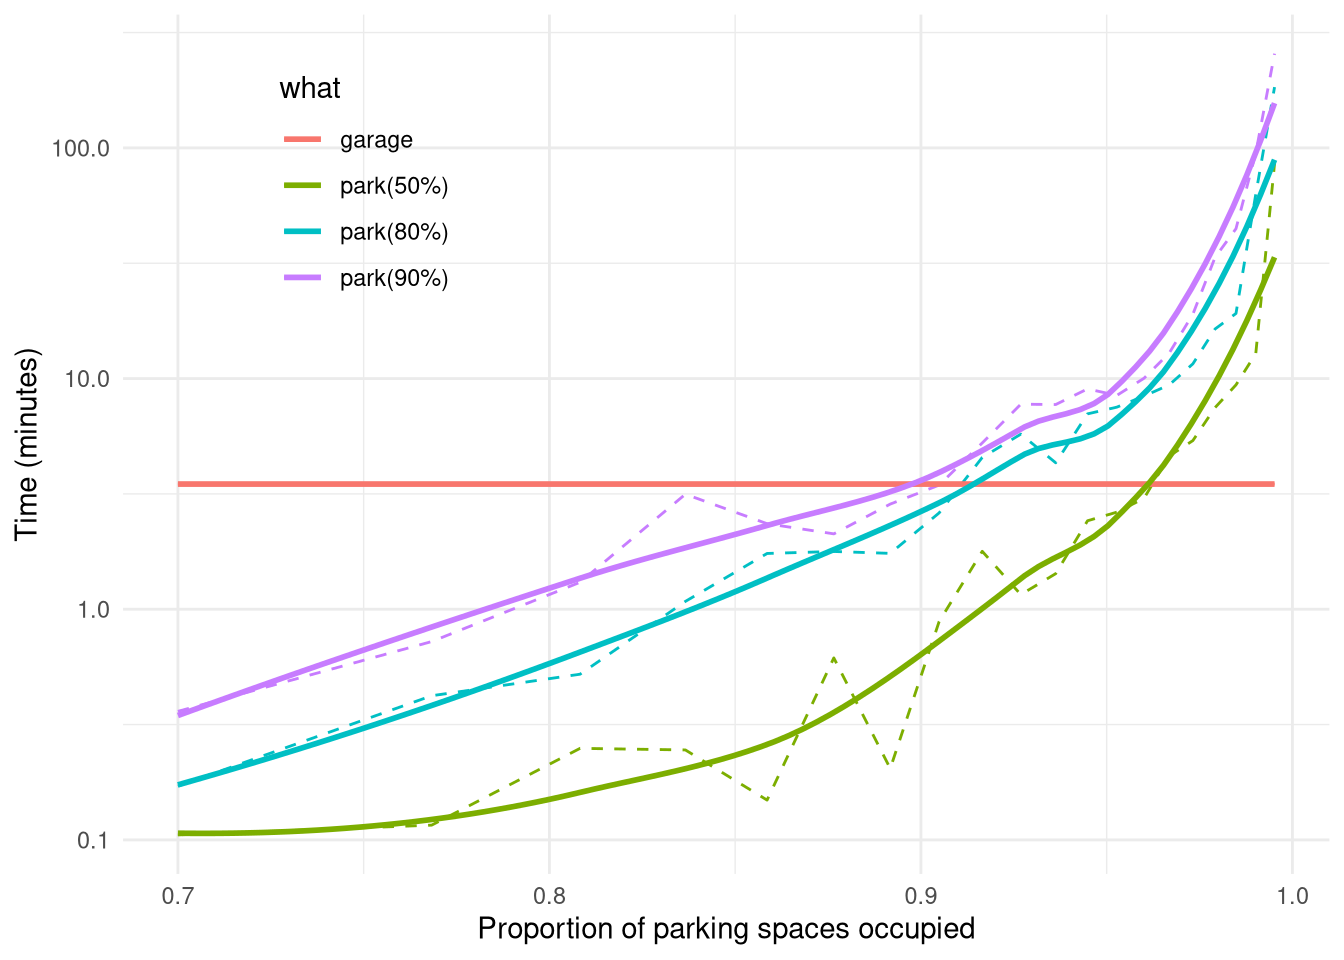 what
garage
park(50%)
park(80%)
park(90%)
100.0
10.0
1.0
0.1
Time (minutes)
0.7
0.8
0.9
1.0
Proportion of parking spaces occupied